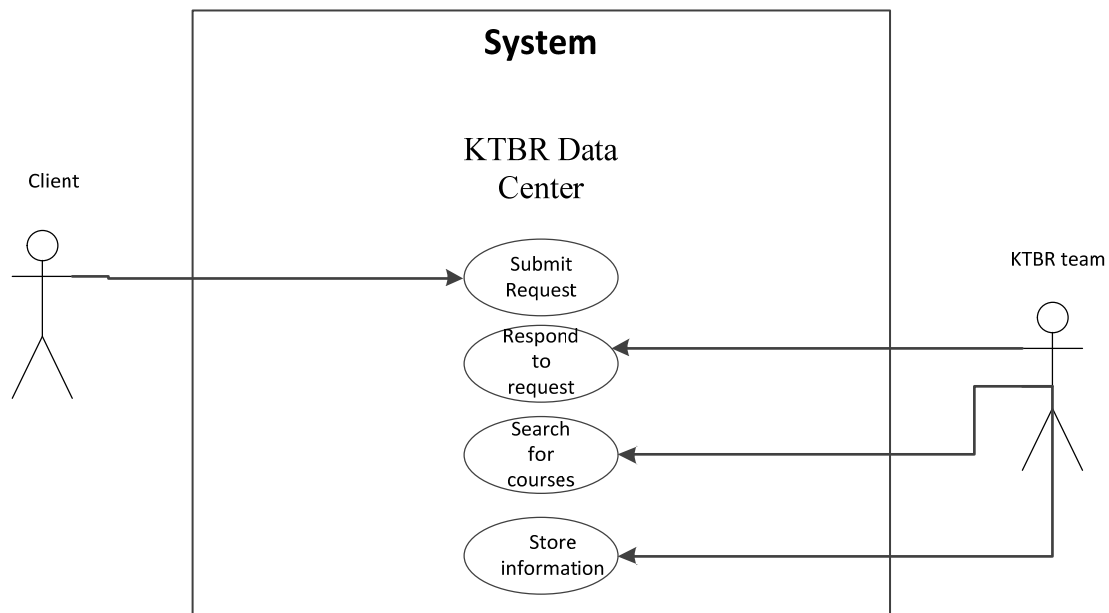 System
KTBR Data
Center
Client
Submit
Request
KTBR team
Respond
to
request
Search
for
courses
Store
information